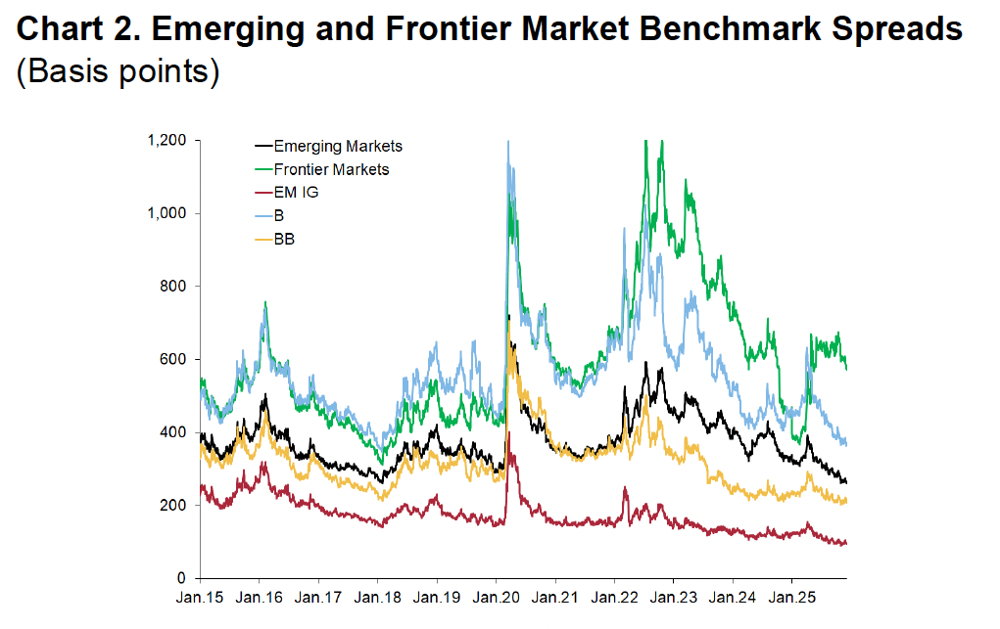 Chart 2. Emerging and Frontier Market Benchmark Spreads
(Basis points)
1,200
1,000
800
600
400
200
0
Emerging Markets
Frontier Markets
EM IG
B
BB
Jan.15 Jan.16 Jan.17 Jan.18 Jan.19 Jan.20 Jan.21 Jan.22 Jan.23 Jan.24 Jan.25